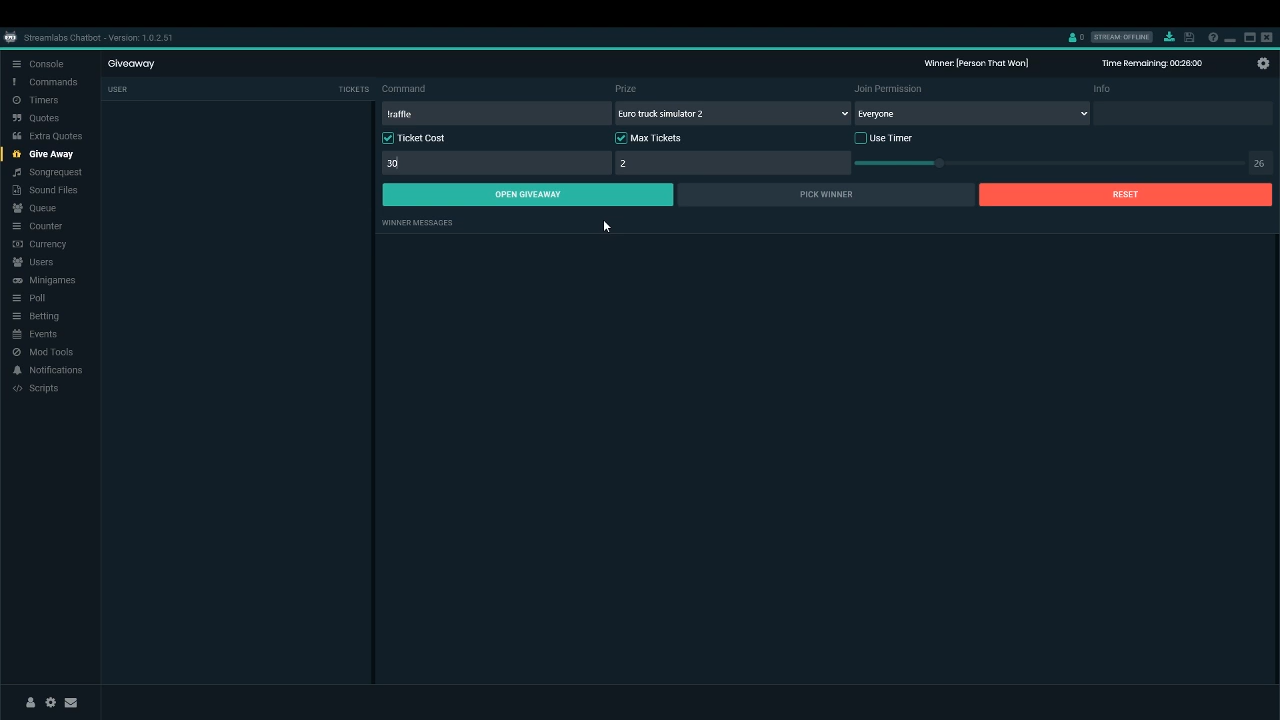 Streamlabs Chatbot - Version: 1.0.2.51
0
STREAM: OFFLINE
Console
Commands
Timers
Quotes
Extra Quotes
Give Away
Songrequest
Sound Files
Queue
Counter
Currency
Users
Minigames
Poll
Betting
Events
Mod Tools
Notifications
Scripts
Giveaway
Winner: [Person That Won]
Time Remaining: 00:26:00
USER TICKETS
Command Prize Join Permission Info
!raffle Euro truck simulator 2 Everyone
Ticket Cost Max Tickets Use Timer
30 2 26
OPEN GIVEAWAY PICK WINNER RESET
WINNER MESSAGES